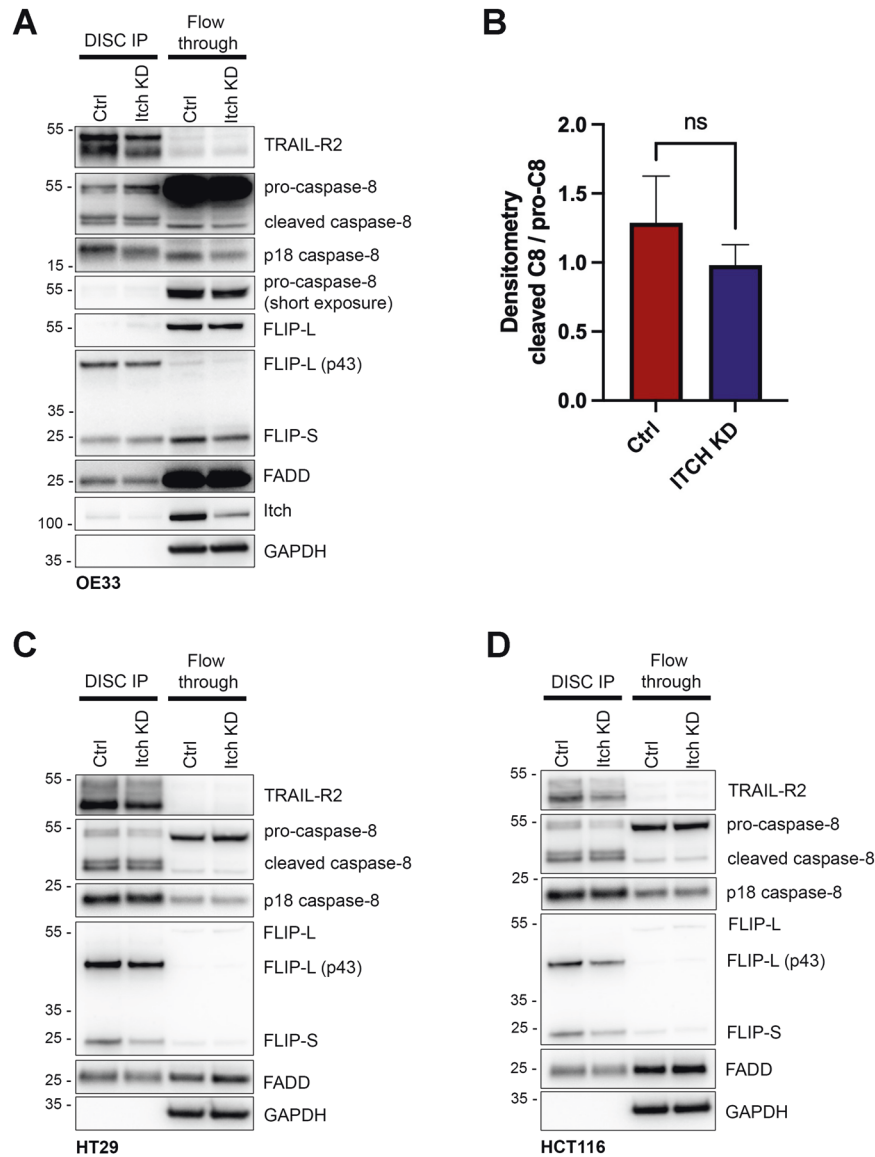 A
DISC IP
Flow
through
Ctrl
Itch KD
Ctrl
Itch KD
55 -
TRAIL-R2
55 -
pro-caspase-8
cleaved caspase-8
p18 caspase-8
15 -
55 -
pro-caspase-8
(short exposure)
55 -
FLIP-L
FLIP-L (p43)
35 -
25 -
FLIP-S
25 -
FADD
Itch
100 -
GAPDH
35 -
OE33
B
Densitometry
cleaved C8 / pro-C8
2.0
1.5
1.0
0.5
0.0
ns
Ctrl
ITCH KD
C
DISC IP
Flow
through
Ctrl
Itch KD
Ctrl
Itch KD
55 -
TRAIL-R2
55 -
pro-caspase-8
cleaved caspase-8
25 -
p18 caspase-8
55 -
FLIP-L
FLIP-L (p43)
35 -
25 -
FLIP-S
25 -
FADD
35 -
GAPDH
HT29
D
DISC IP
Flow
through
Ctrl
Itch KD
Ctrl
Itch KD
55 -
TRAIL-R2
55 -
pro-caspase-8
cleaved caspase-8
25 -
p18 caspase-8
55 -
FLIP-L
FLIP-L (p43)
35 -
25 -
FLIP-S
25 -
FADD
35 -
GAPDH
HCT116